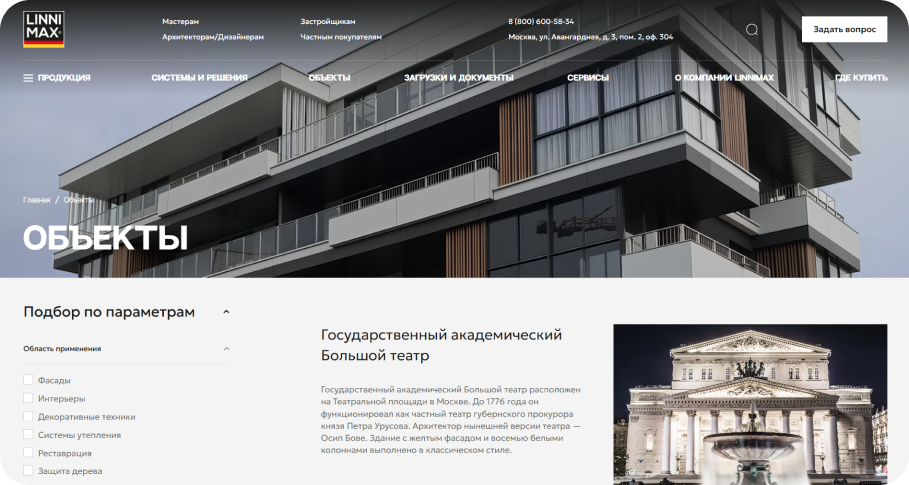 LINNI
MAX®
Мастерам
Архитекторам/Дизайнерам
Застройщикам
Частным покупателям
8 (800) 600-58-34
Москва, ул. Авангардная, д. 3, пом. 2, оф. 304
Задать вопрос
ПРОДУКЦИЯ
СИСТЕМЫ И РЕШЕНИЯ
ОБЪЕКТЫ
ЗАГРУЗКИ И ДОКУМЕНТЫ
СЕРВИСЫ
О КОМПАНИИ LINNIMAX
ГДЕ КУПИТЬ
Главная / Объекты
ОБЪЕКТЫ
Подбор по параметрам
Область применения
Фасады
Интерьеры
Декоративные техники
Системы утепления
Реставрация
Защита дерева
Государственный академический
Большой театр
Государственный академический Большой театр расположен
на Театральной площади в Москве. До 1776 года он
функционировал как частный театр губернского прокурора
князя Петра Урусова. Архитектор нынешней версии театра —
Осип Бове. Здание с желтым фасадом и восемью белыми
колоннами выполнено в классическом стиле.